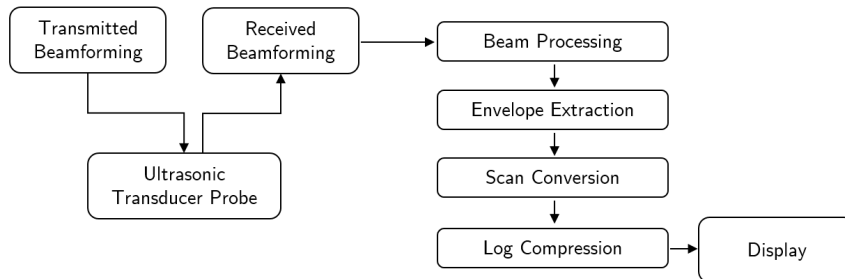 Transmitted
Beamforming
Received
Beamforming
Beam Processing
Envelope Extraction
Ultrasonic
Transducer Probe
Scan Conversion
Log Compression
Display